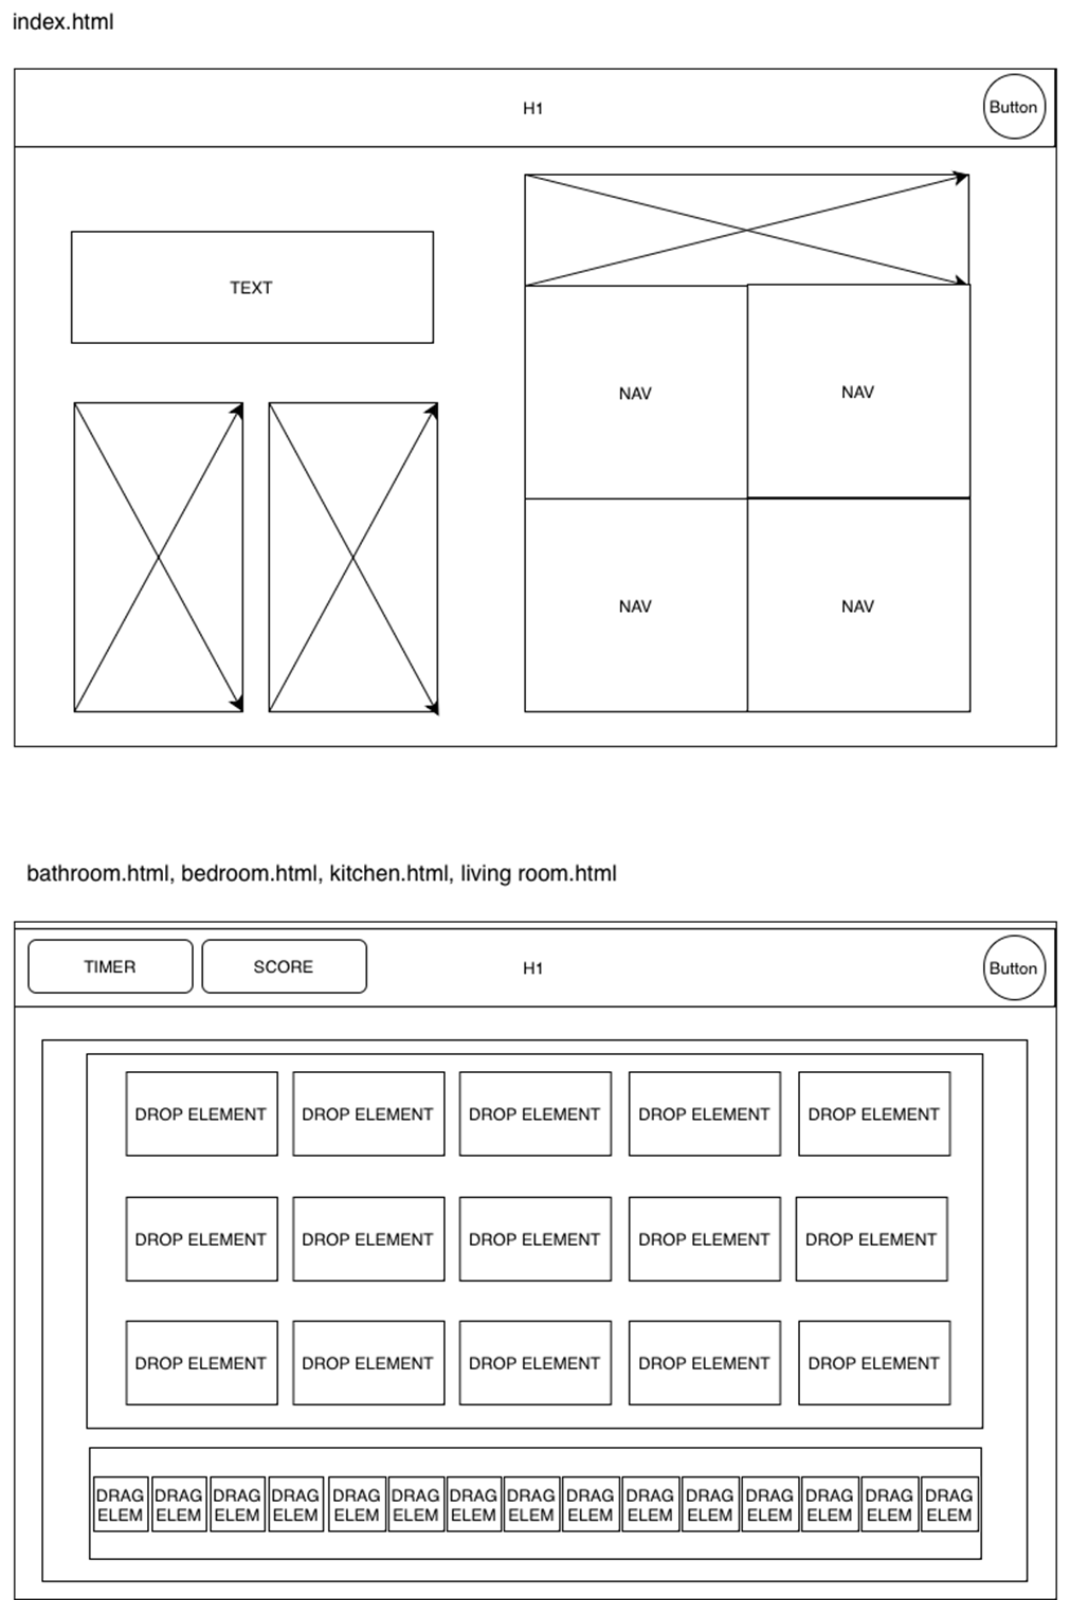 index.html
H1
Button
TEXT
NAV
NAV
NAV
NAV
bathroom.html, bedroom.html, kitchen.html, living room.html
TIMER
SCORE
H1
Button
DROP ELEMENT DROP ELEMENT DROP ELEMENT DROP ELEMENT DROP ELEMENT
DROP ELEMENT DROP ELEMENT DROP ELEMENT DROP ELEMENT DROP ELEMENT
DROP ELEMENT DROP ELEMENT DROP ELEMENT DROP ELEMENT DROP ELEMENT
DRAG DRAG DRAG DRAG DRAG DRAG DRAG DRAG DRAG DRAG DRAG DRAG DRAG DRAG DRAG
ELEM ELEM ELEM ELEM ELEM ELEM ELEM ELEM ELEM ELEM ELEM ELEM ELEM ELEM ELEM